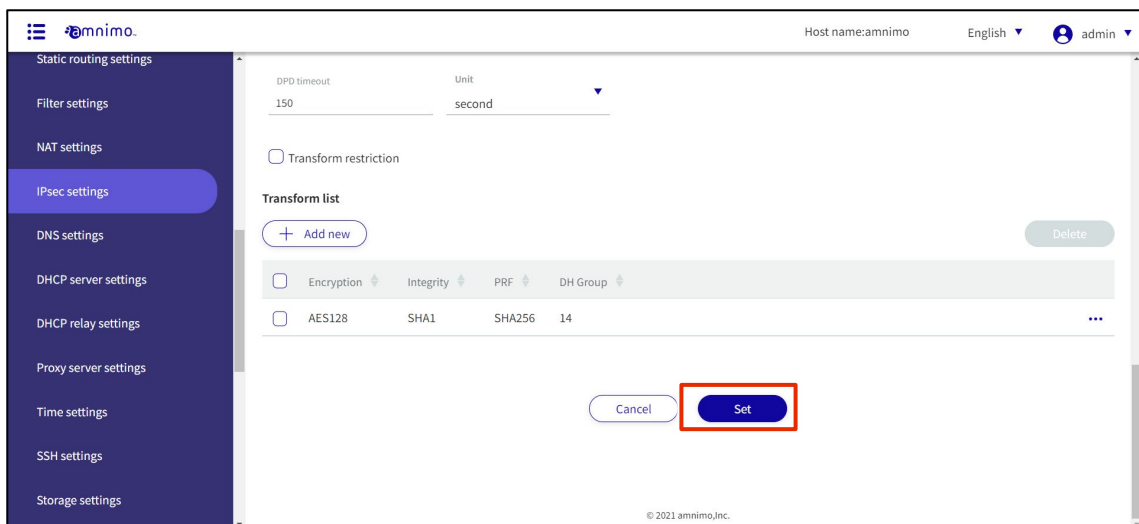 amnimo
Host name:amnimo
English
admin
Static routing settings
Filter settings
NAT settings
IPsec settings
DNS settings
DHCP server settings
DHCP relay settings
Proxy server settings
Time settings
SSH settings
Storage settings
DPD timeout
Unit
150
second
Transform restriction
Transform list
+ Add new
Delete
Encryption Integrity PRF DH Group
AES128 SHA1 SHA256 14
Cancel
Set
© 2021 amnimo,Inc.